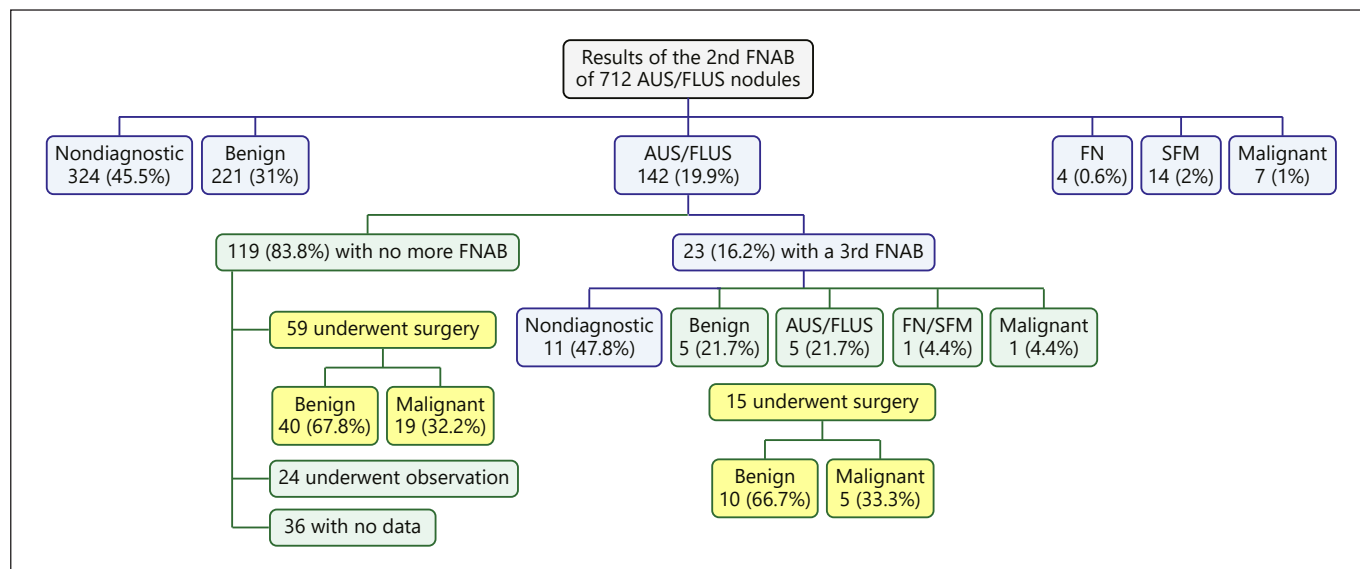 Results of the 2nd FNAB
of 712 AUS/FLUS nodules
Nondiagnostic
324 (45.5%)
Benign
221 (31%)
AUS/FLUS
142 (19.9%)
FN
4 (0.6%)
SFM
14 (2%)
Malignant
7 (1%)
119 (83.8%) with no more FNAB
23 (16.2%) with a 3rd FNAB
59 underwent surgery
Benign
40 (67.8%)
Malignant
19 (32.2%)
24 underwent observation
36 with no data
Nondiagnostic
11 (47.8%)
Benign
5 (21.7%)
AUS/FLUS
5 (21.7%)
FN/SFM
1 (4.4%)
Malignant
1 (4.4%)
15 underwent surgery
Benign
10 (66.7%)
Malignant
5 (33.3%)